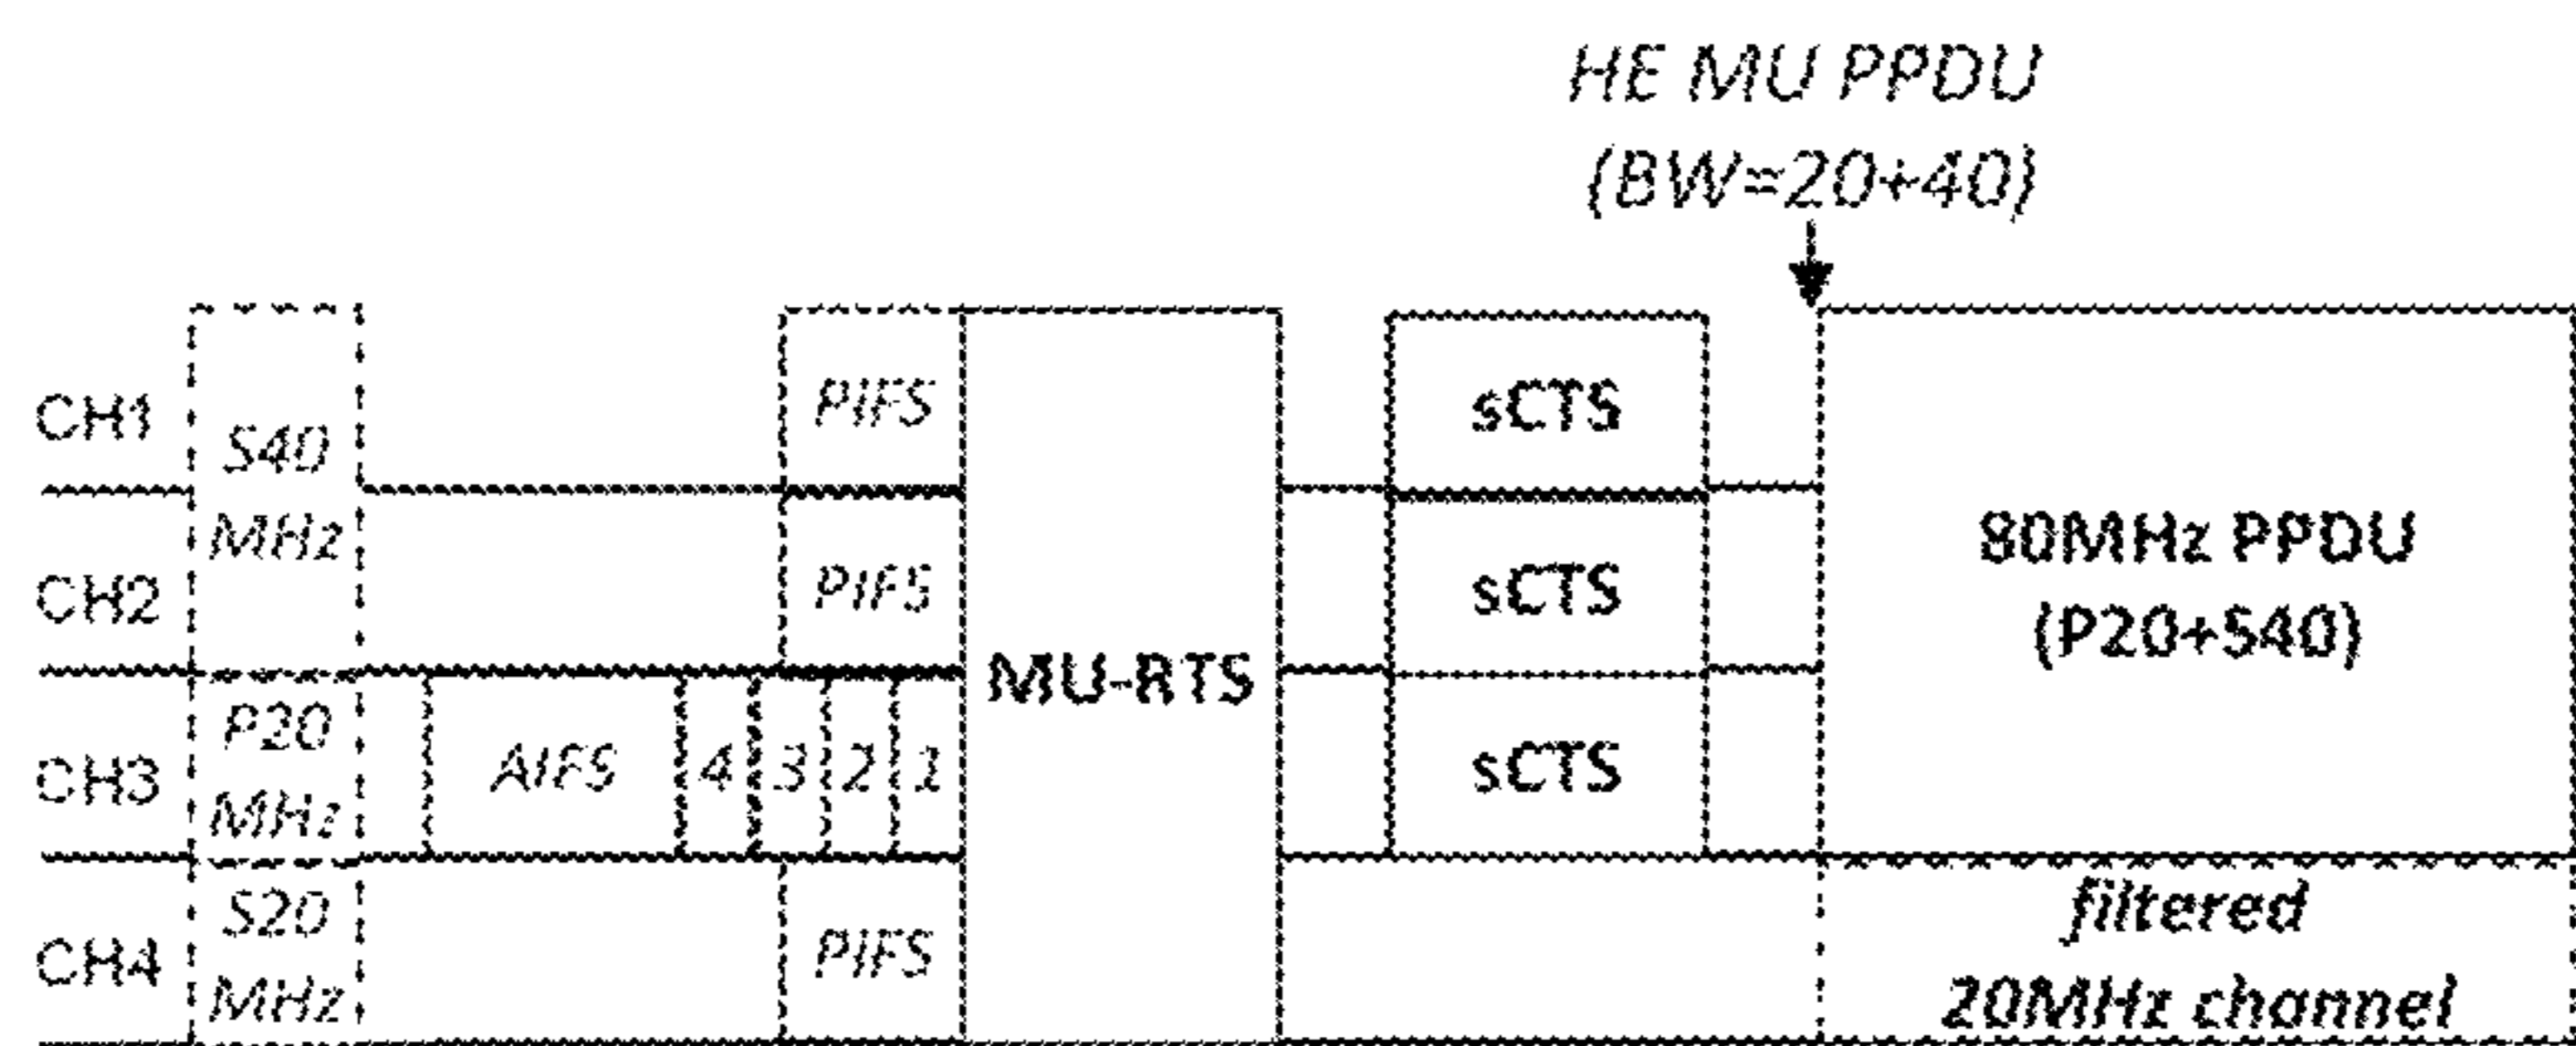 HE MU PPDU
(BW=20+40)
CH1
CH2
CH3
CH4
S40
MHz
P20
MHz
S20
MHz
PIFS
PIFS
AIFS 4 3 2 1
PIFS
MU-RTS
sCTS
sCTS
sCTS
80MHz PPDU
(P20+S40)
filtered
20MHz channel